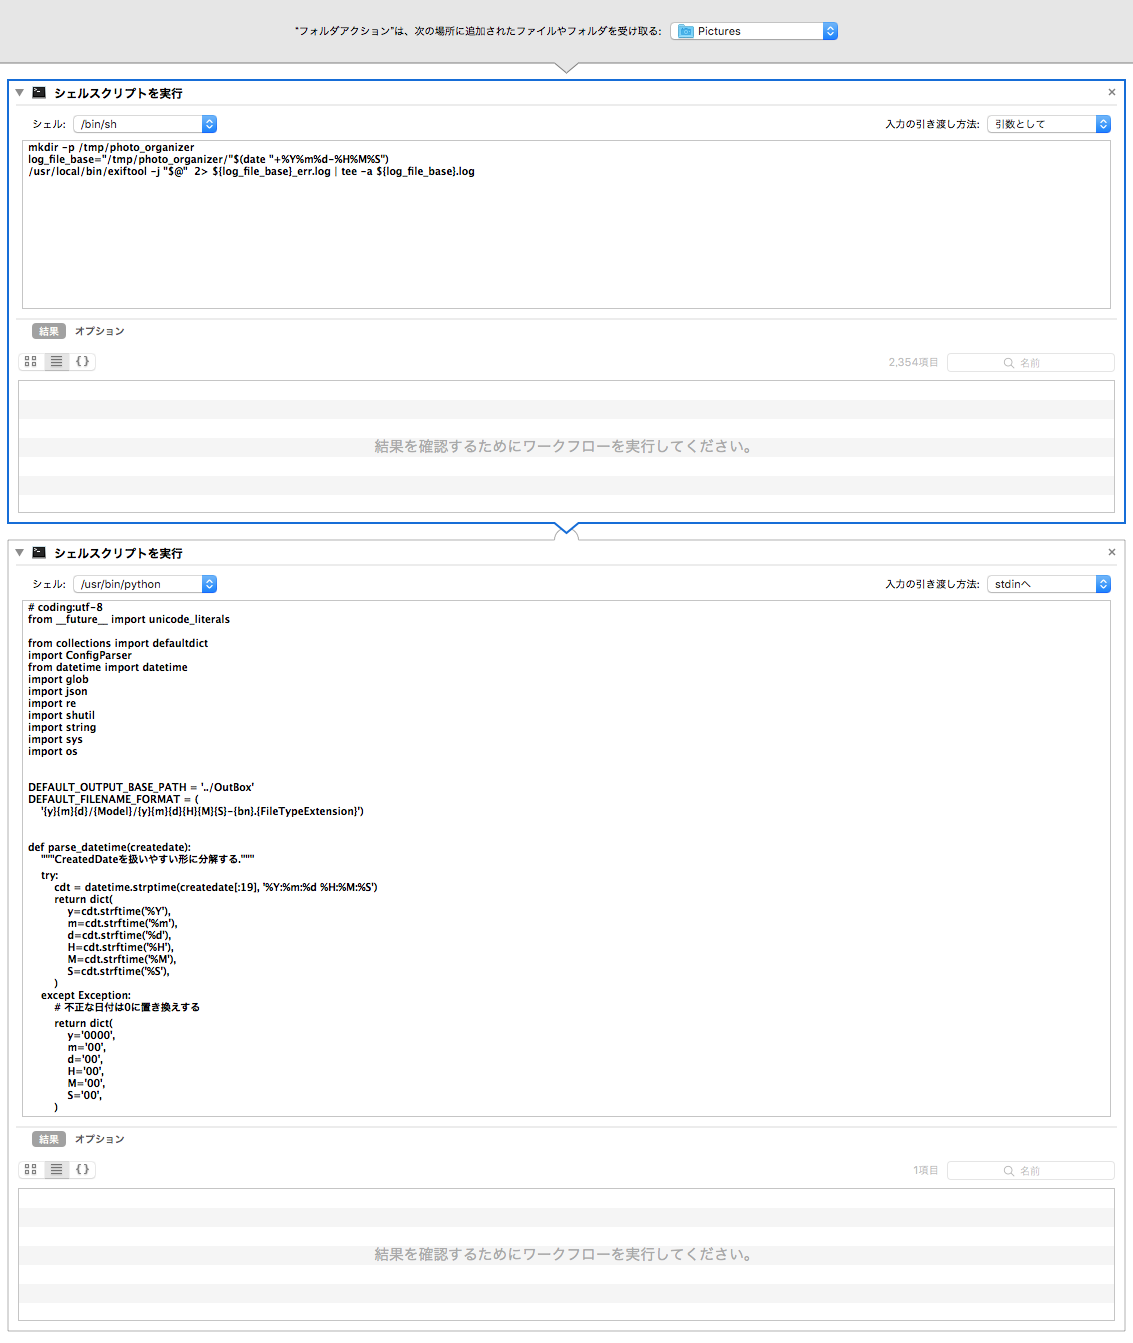 "フォルダアクション"は、次の場所に追加されたファイルやフォルダを受け取る: Pictures
シェルスクリプトを実行
シェル: /bin/sh 入力の引き渡し方法: 引数として
mkdir -p /tmp/photo_organizer
log_file_base="/tmp/photo_organizer/"$(date "+%Y%m%d-%H%M%S")
/usr/local/bin/exiftool -j "$@"  2> ${log_file_base}_err.log | tee -a ${log_file_base}.log
結果 オプション
2,354項目 名前
結果を確認するためにワークフローを実行してください。
シェルスクリプトを実行
シェル: /usr/bin/python 入力の引き渡し方法: stdinへ
# coding:utf-8
from __future__ import unicode_literals
from collections import defaultdict
import ConfigParser
from datetime import datetime
import glob
import json
import re
import shutil
import string
import sys
import os
DEFAULT_OUTPUT_BASE_PATH = '../OutBox'
DEFAULT_FILENAME_FORMAT = (
    '{y}{m}{d}/{Model}/{y}{m}{d}{H}{M}{S}-{bn}.{FileTypeExtension}')
def parse_datetime(createdate):
    """CreatedDateを扱いやすい形に分解する."""
    try:
        cdt = datetime.strptime(createdate[:19], '%Y:%m:%d %H:%M:%S')
        return dict(
            y=cdt.strftime('%Y'),
            m=cdt.strftime('%m'),
            d=cdt.strftime('%d'),
            H=cdt.strftime('%H'),
            M=cdt.strftime('%M'),
            S=cdt.strftime('%S'),
        )
    except Exception:
        # 不正な日付は0に置き換えする
        return dict(
            y='0000',
            m='00',
            d='00',
            H='00',
            M='00',
            S='00',
        )
結果 オプション
1項目 名前
結果を確認するためにワークフローを実行してください。